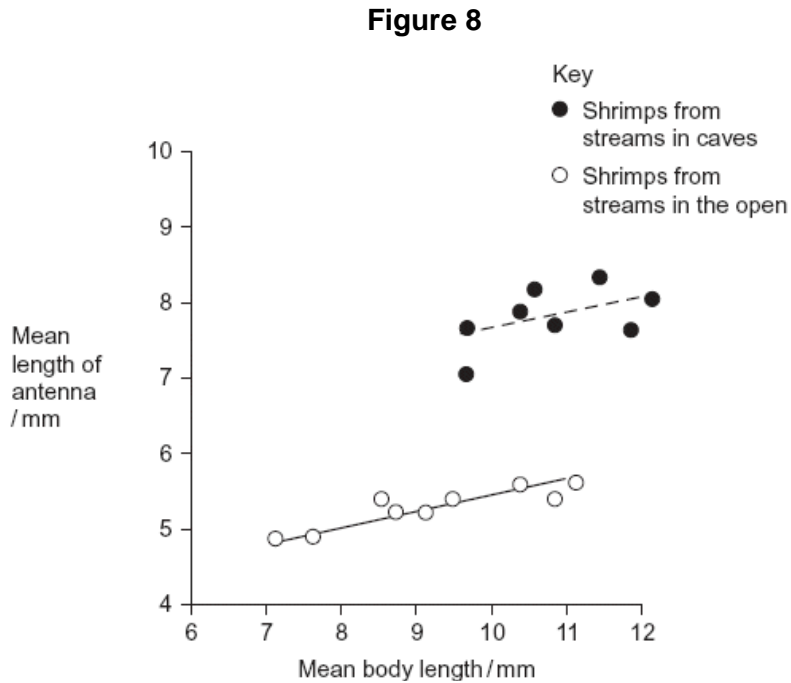 Figure 8
Key
Shrimps from
streams in caves
Shrimps from
streams in the open
10
9
8
7
6
5
4
Mean
length of
antenna
/ mm
6 7 8 9 10 11 12
Mean body length / mm